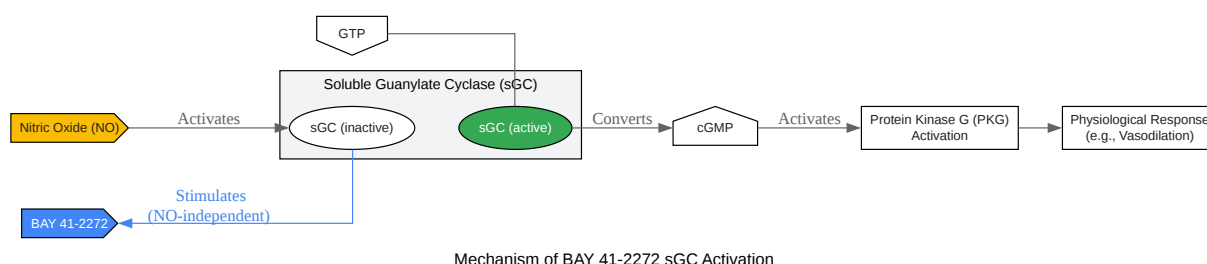 GTP
Soluble Guanylate Cyclase (sGC)
Nitric Oxide (NO)
Activates
sGC (inactive)
sGC (active)
Converts
cGMP
Activates
Protein Kinase G (PKG)
Activation
Physiological Response
(e.g., Vasodilation)
Stimulates
(NO-independent)
BAY 41-2272
Mechanism of BAY 41-2272 sGC Activation